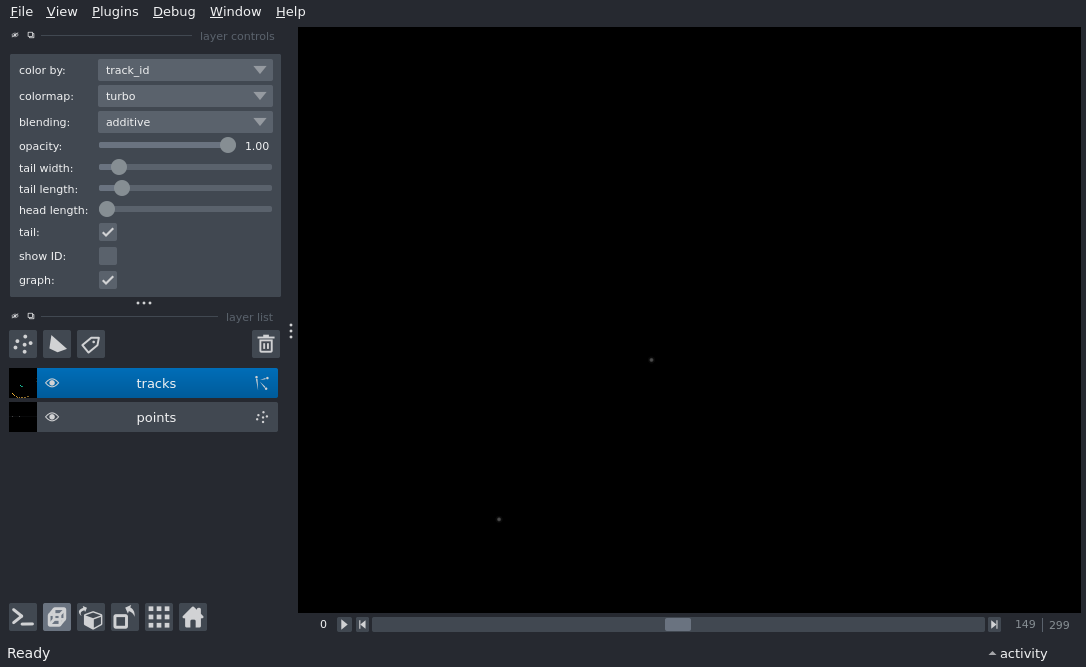 File View Plugins Debug Window Help
layer controls
color by: track_id
colormap: turbo
blending: additive
opacity: 1.00
tail width:
tail length:
head length:
tail:
show ID:
graph:
layer list
tracks
points
0 149 299
Ready activity